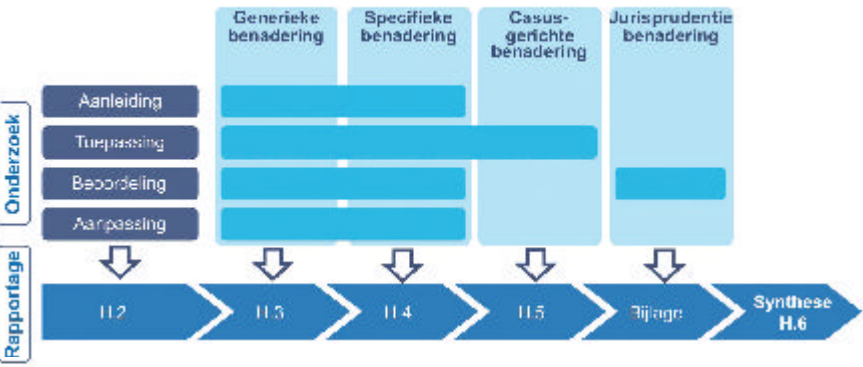 Generieke
benadering
Specifieke
benadering
Casus-
gerichte
benadering
Jurisprudentie
benadering
Onderzoek
Aanleiding
Toepassing
Beoordeling
Aanpassing
Rapportage
H.2
H.3
H.4
H.5
Bijlage
Synthese
H.6